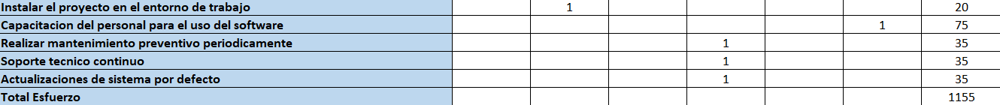 Instalar el proyecto en el entorno de trabajo 1 20
Capacitacion del personal para el uso del software 1 75
Realizar mantenimiento preventivo periodicamente 1 35
Soporte tecnico continuo 1 35
Actualizaciones de sistema por defecto 1 35
Total Esfuerzo 1155